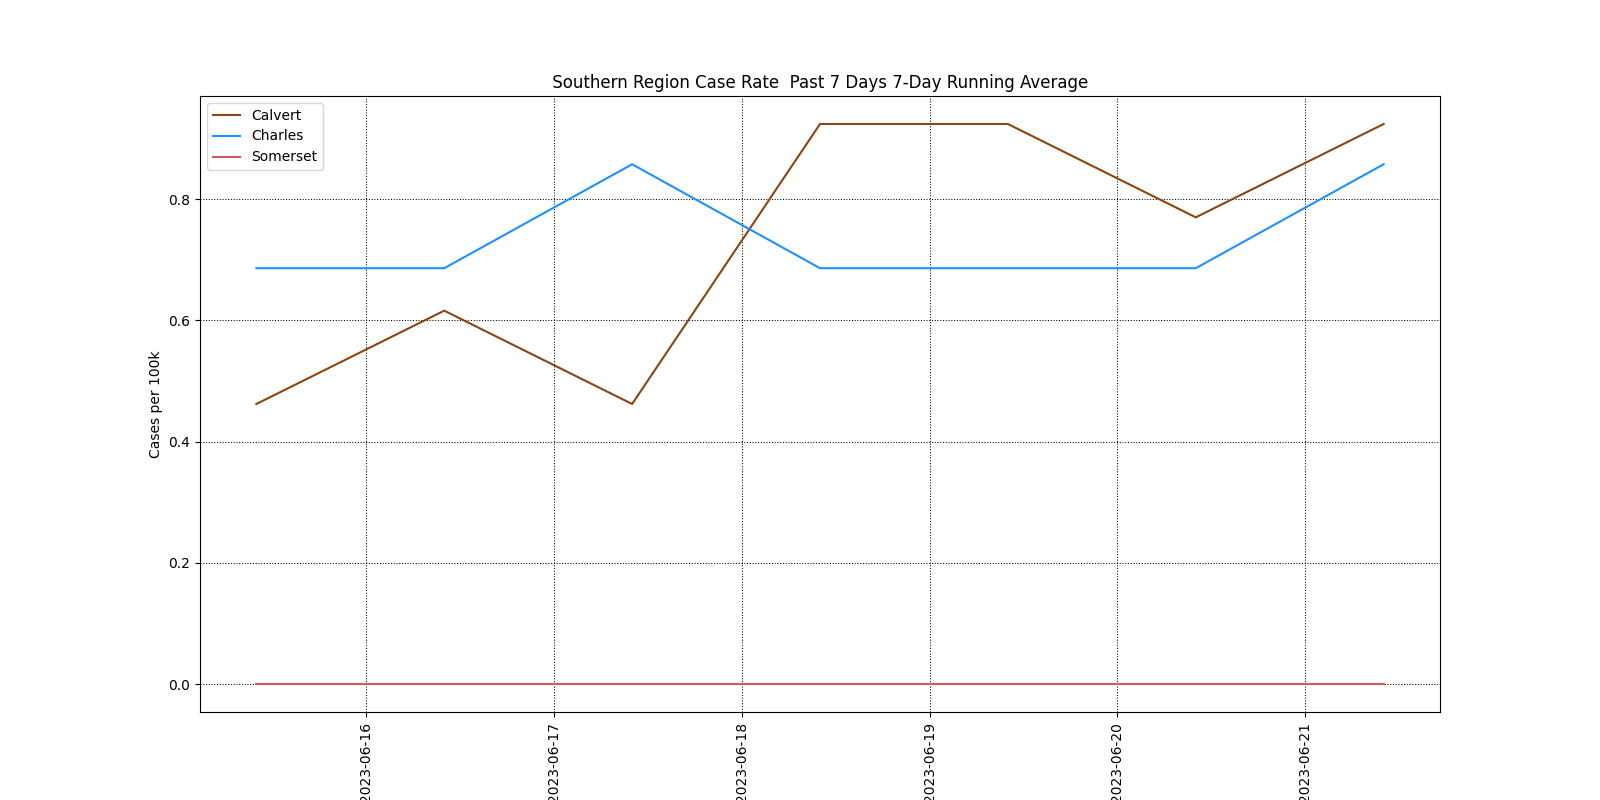 Southern Region Case Rate  Past 7 Days 7-Day Running Average
Calvert
Charles
Somerset
Cases per 100k
0.8
0.6
0.4
0.2
0.0
2023-06-16
2023-06-17
2023-06-18
2023-06-19
2023-06-20
2023-06-21